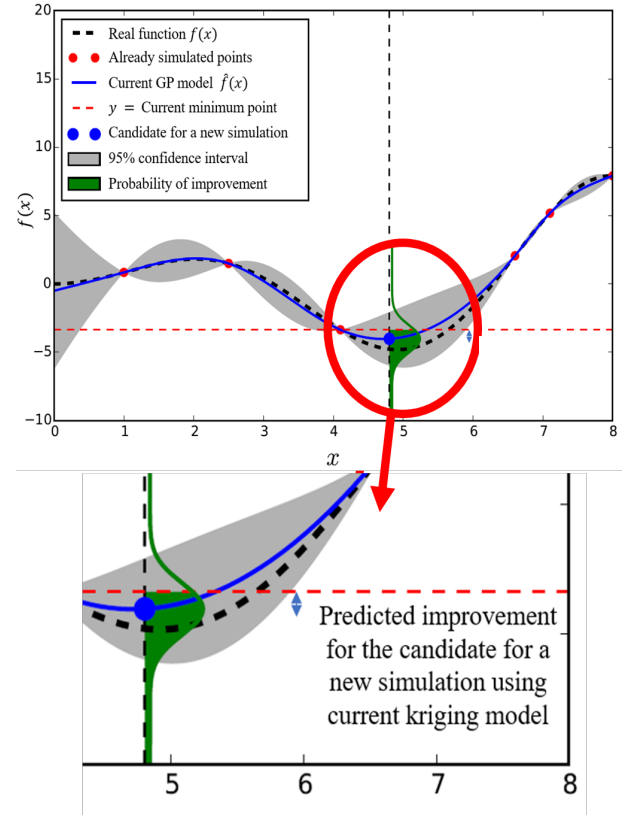 20
15
10
5
0
−5
−10
f(x)
Real function f(x)
Already simulated points
Current GP model f̂(x)
y = Current minimum point
Candidate for a new simulation
95% confidence interval
Probability of improvement
0 1 2 3 4 5 6 7 8
x
Predicted improvement
for the candidate for a
new simulation using
current kriging model
5 6 7 8